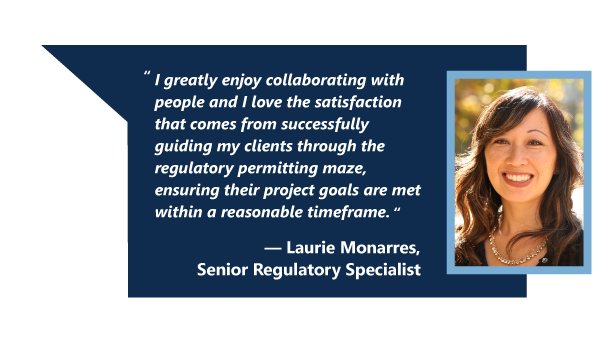 “ I greatly enjoy collaborating with
people and I love the satisfaction
that comes from successfully
guiding my clients through the
regulatory permitting maze,
ensuring their project goals are met
within a reasonable timeframe. “
— Laurie Monarres,
Senior Regulatory Specialist